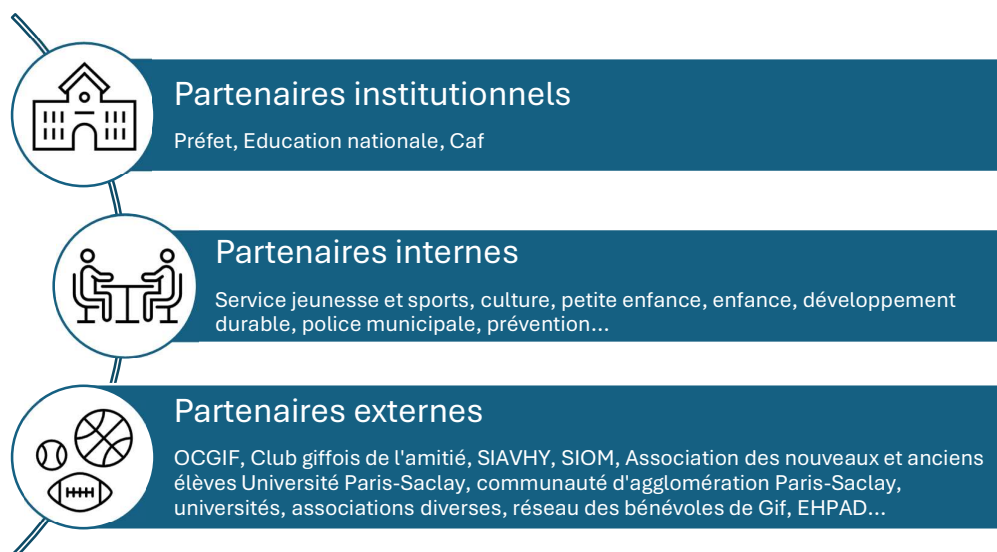 Partenaires institutionnels
Préfet, Education nationale, Caf
Partenaires internes
Service jeunesse et sports, culture, petite enfance, enfance, développement
durable, police municipale, prévention...
Partenaires externes
OCGIF, Club giffois de l'amitié, SIAVHY, SIOM, Association des nouveaux et anciens
élèves Université Paris-Saclay, communauté d'agglomération Paris-Saclay,
universités, associations diverses, réseau des bénévoles de Gif, EHPAD...